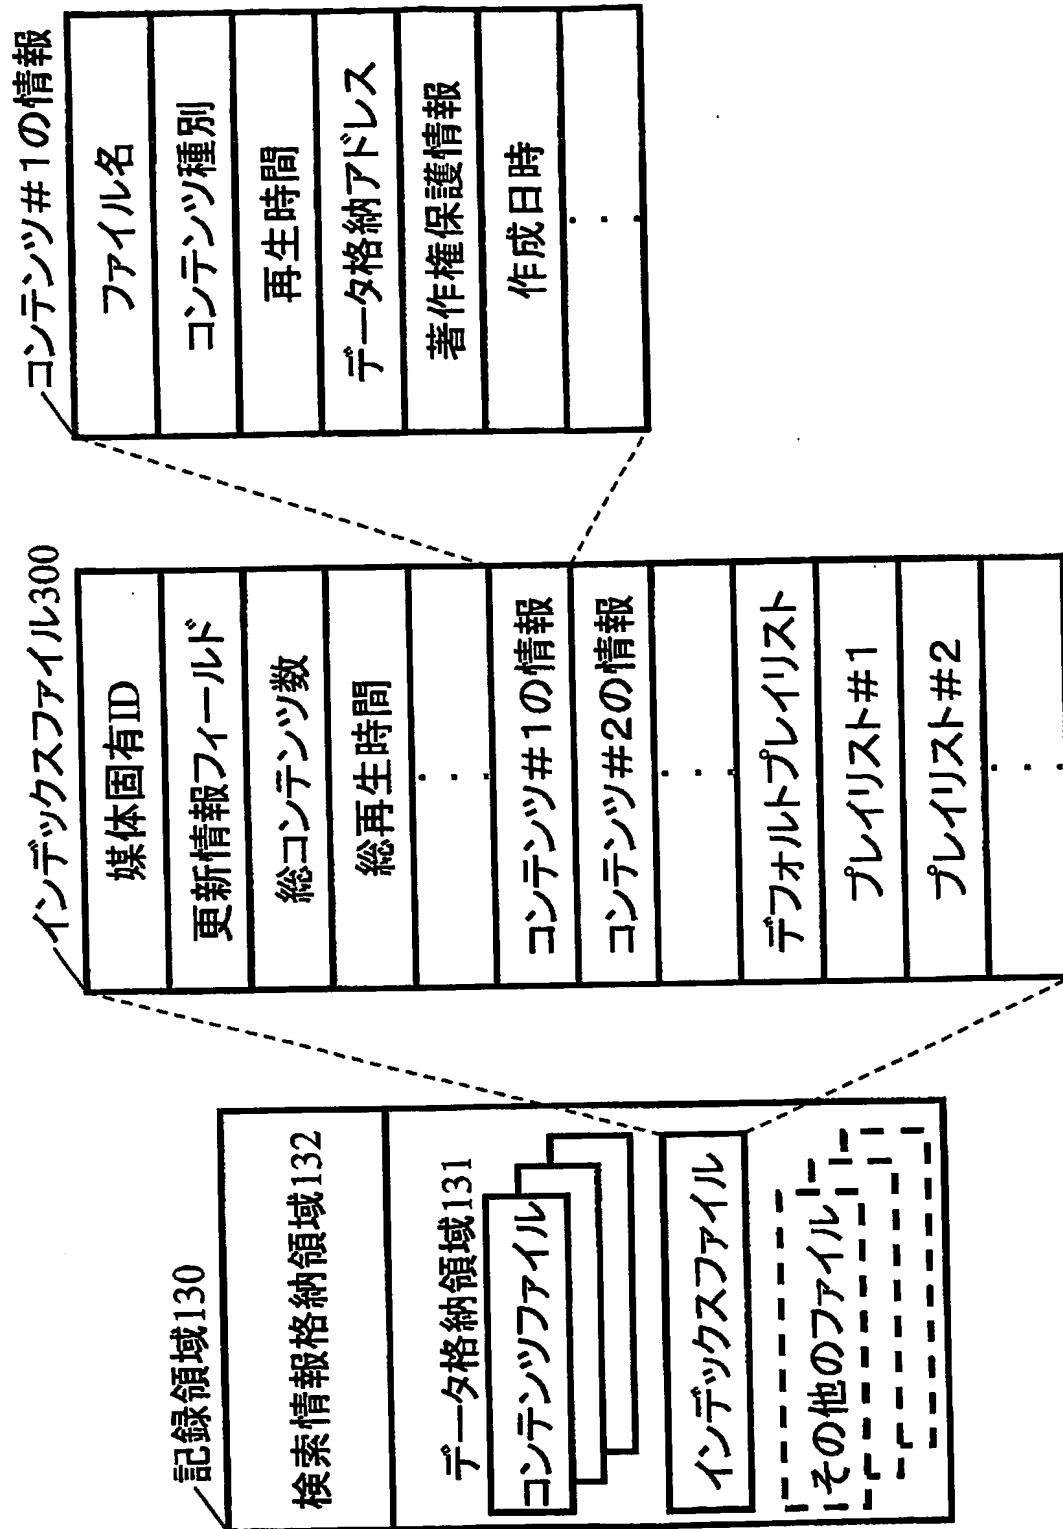 記録領域130
検索情報格納領域132
データ格納領域131
コンテンツファイル
インデックスファイル
その他のファイル
インデックスファイル300
媒体固有ID
更新情報フィールド
総コンテンツ数
総再生時間
・・・
コンテンツ#1の情報
コンテンツ#2の情報
・・・
デフォルトプレイリスト
プレイリスト#1
プレイリスト#2
・・・
コンテンツ#1の情報
ファイル名
コンテンツ種別
再生時間
データ格納アドレス
著作権保護情報
作成日時
・・・